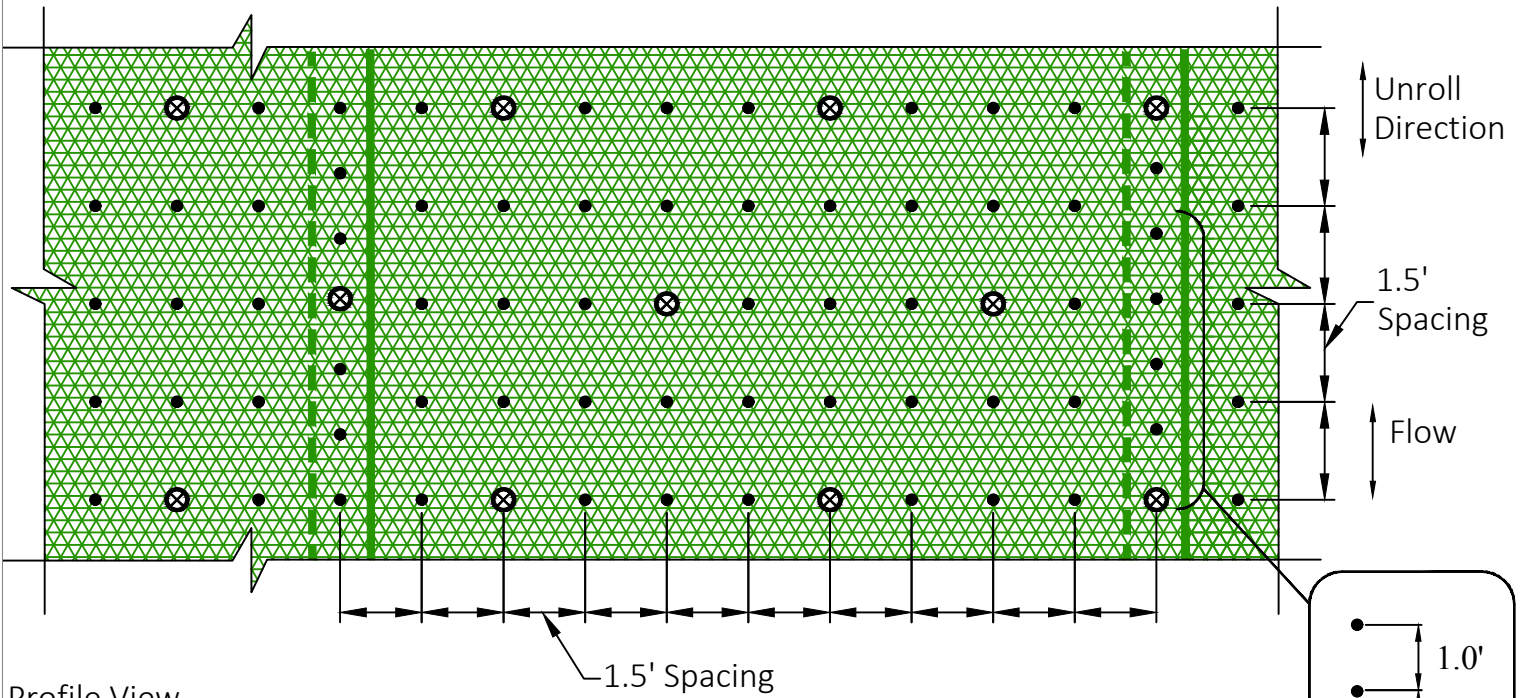 Unroll
Direction
1.5'
Spacing
Flow
1.5' Spacing
1.0'
Profile View